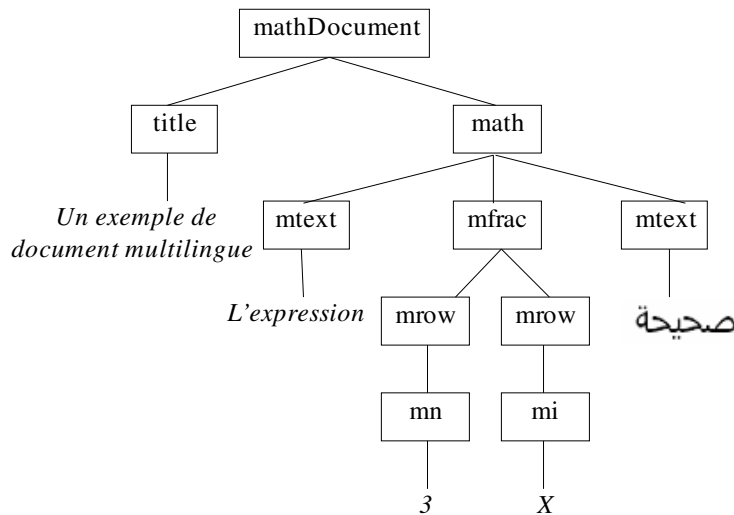 mathDocument
title
math
Un exemple de
document multilingue
mtext
mfrac
mtext
L'expression
mrow
mrow
صحيحة
mn
mi
3
X